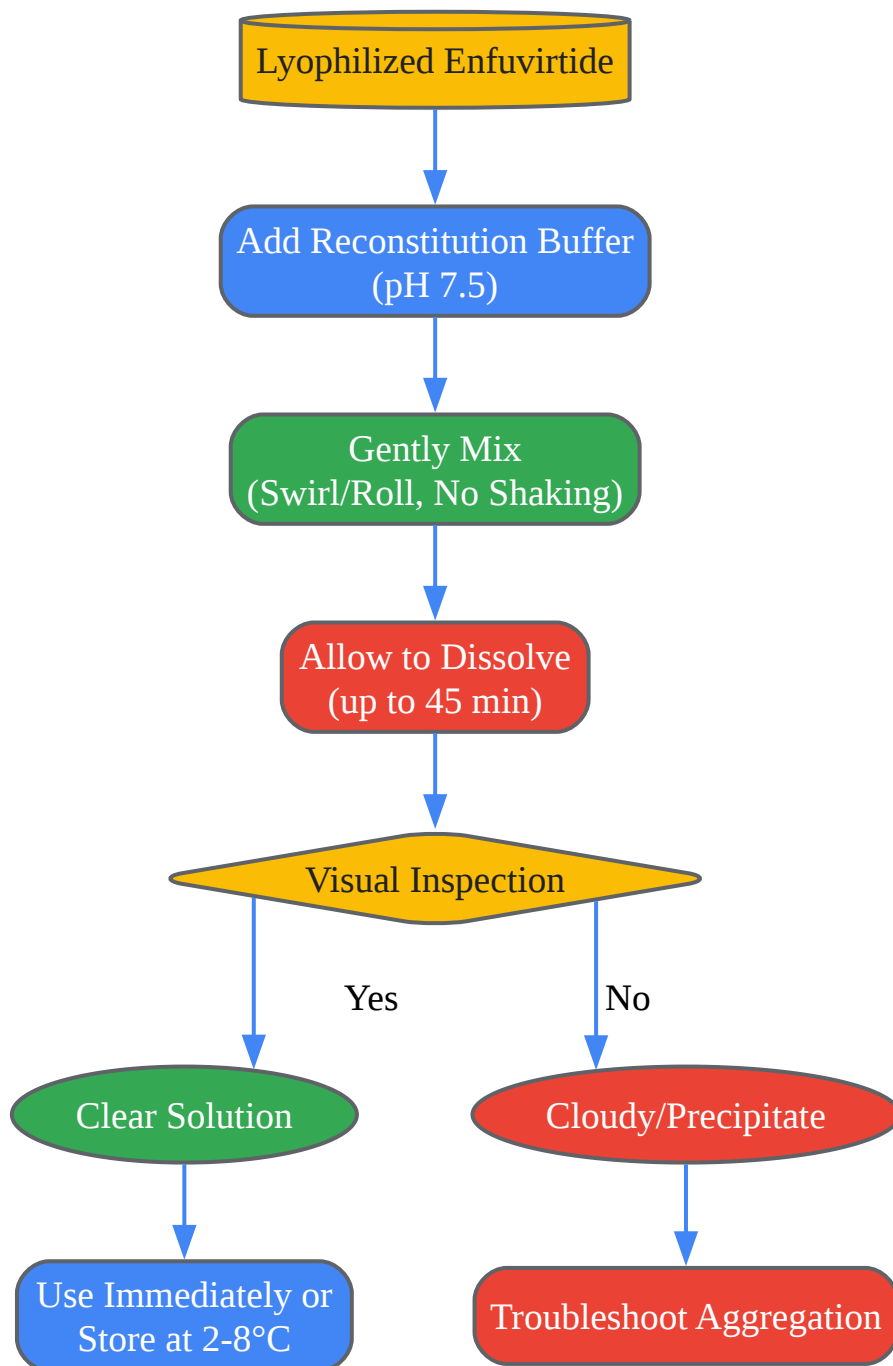 Lyophilized Enfuvirtide
Add Reconstitution Buffer
(pH 7.5)
Gently Mix
(Swirl/Roll, No Shaking)
Allow to Dissolve
(up to 45 min)
Visual Inspection
Yes
No
Clear Solution
Cloudy/Precipitate
Use Immediately or
Store at 2-8°C
Troubleshoot Aggregation